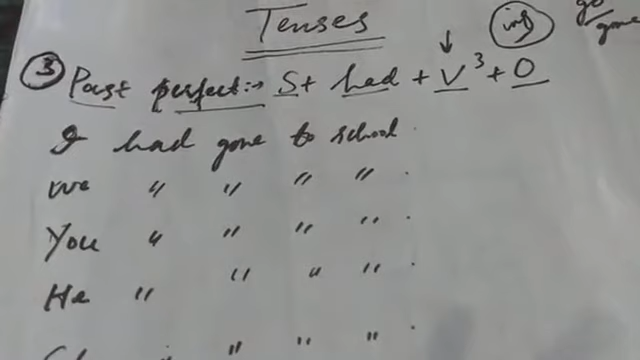 Tenses
ing
go
gone
3 Past perfect:- S + had + V³ + O
I had gone to school.
We " " " " .
You " " " " .
He " " " " .
" " "